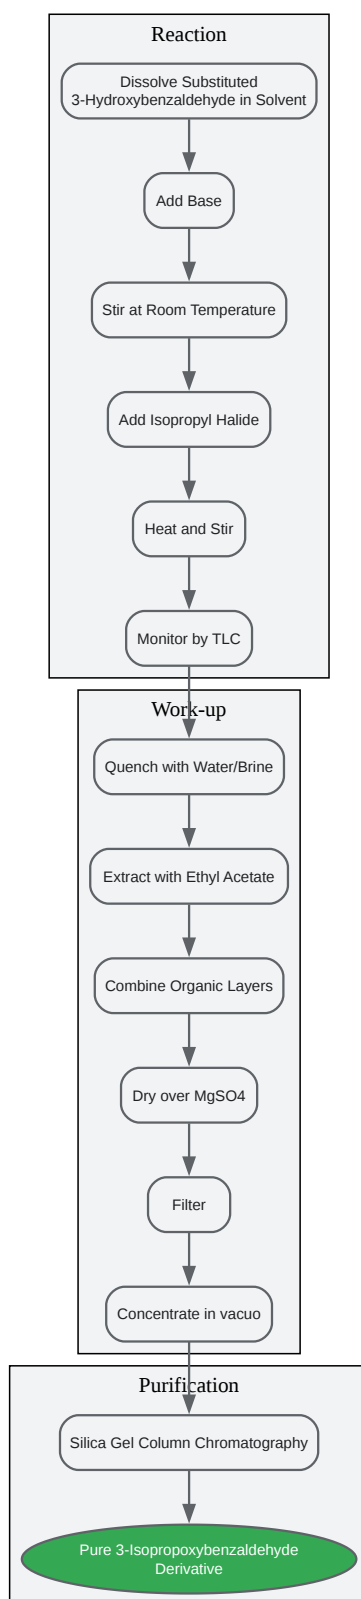 Reaction
Dissolve Substituted
3-Hydroxybenzaldehyde in Solvent
Add Base
Stir at Room Temperature
Add Isopropyl Halide
Heat and Stir
Monitor by TLC
Work-up
Quench with Water/Brine
Extract with Ethyl Acetate
Combine Organic Layers
Dry over MgSO4
Filter
Concentrate in vacuo
Purification
Silica Gel Column Chromatography
Pure 3-Isopropoxybenzaldehyde
Derivative